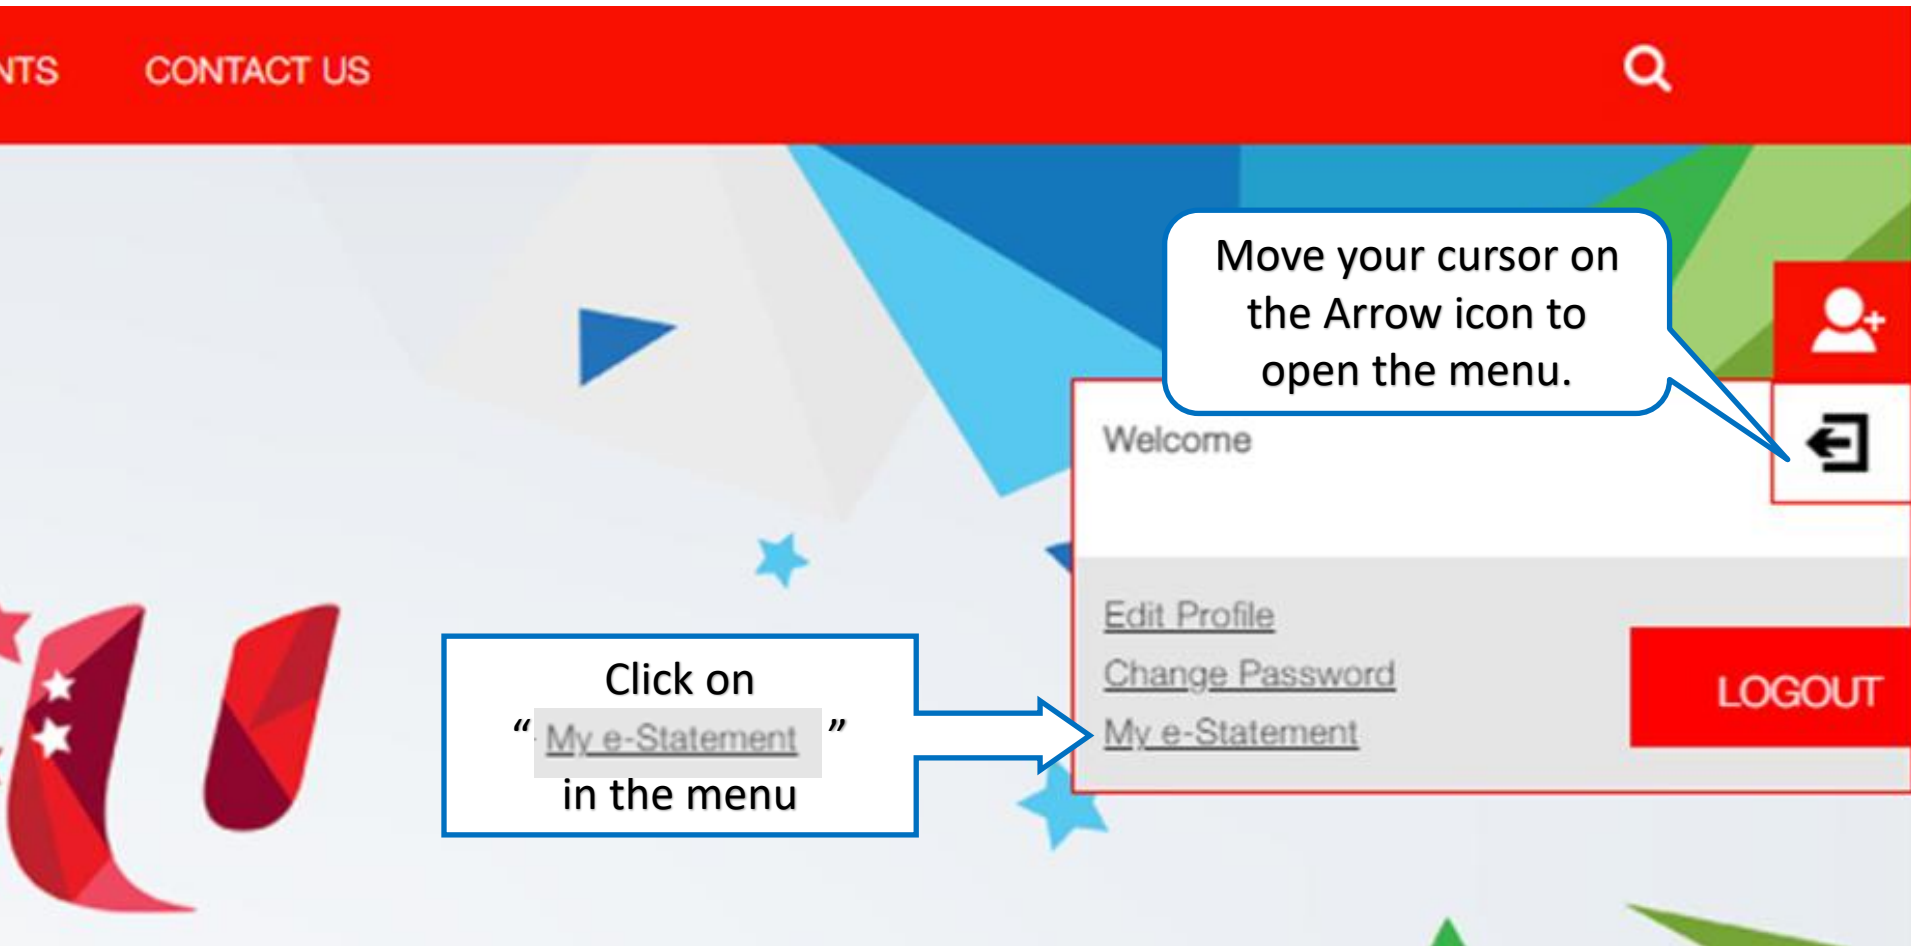 CONTACT US
Move your cursor on
the Arrow icon to
open the menu.
Welcome
Edit Profile
Change Password
My e-Statement
LOGOUT
Click on
“ My e-Statement ”
in the menu